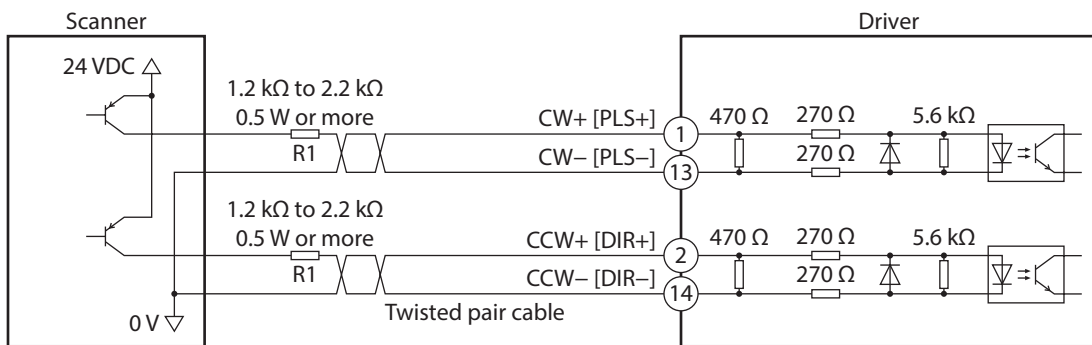 Scanner
Driver
24 VDC
1.2 kΩ to 2.2 kΩ
0.5 W or more
R1
CW+ [PLS+]
CW− [PLS−]
1
13
470 Ω
270 Ω
270 Ω
5.6 kΩ
1.2 kΩ to 2.2 kΩ
0.5 W or more
R1
CCW+ [DIR+]
CCW− [DIR−]
2
14
470 Ω
270 Ω
270 Ω
5.6 kΩ
Twisted pair cable
0 V